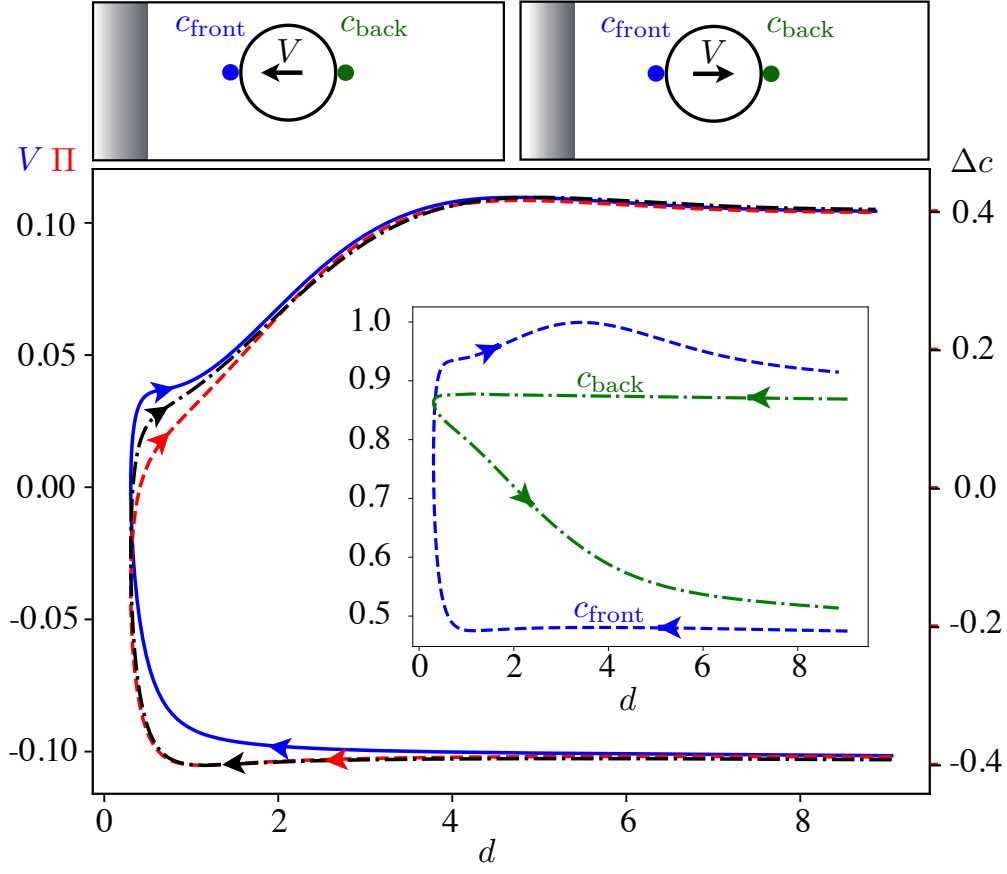 c_front c_back
V
c_front c_back
V
V Π
Δc
0.10
0.05
0.00
-0.05
-0.10
0.4
0.2
0.0
-0.2
-0.4
0 2 4 6 8
d
1.0
0.9
0.8
0.7
0.6
0.5
c_back
c_front
0 2 4 6 8
d